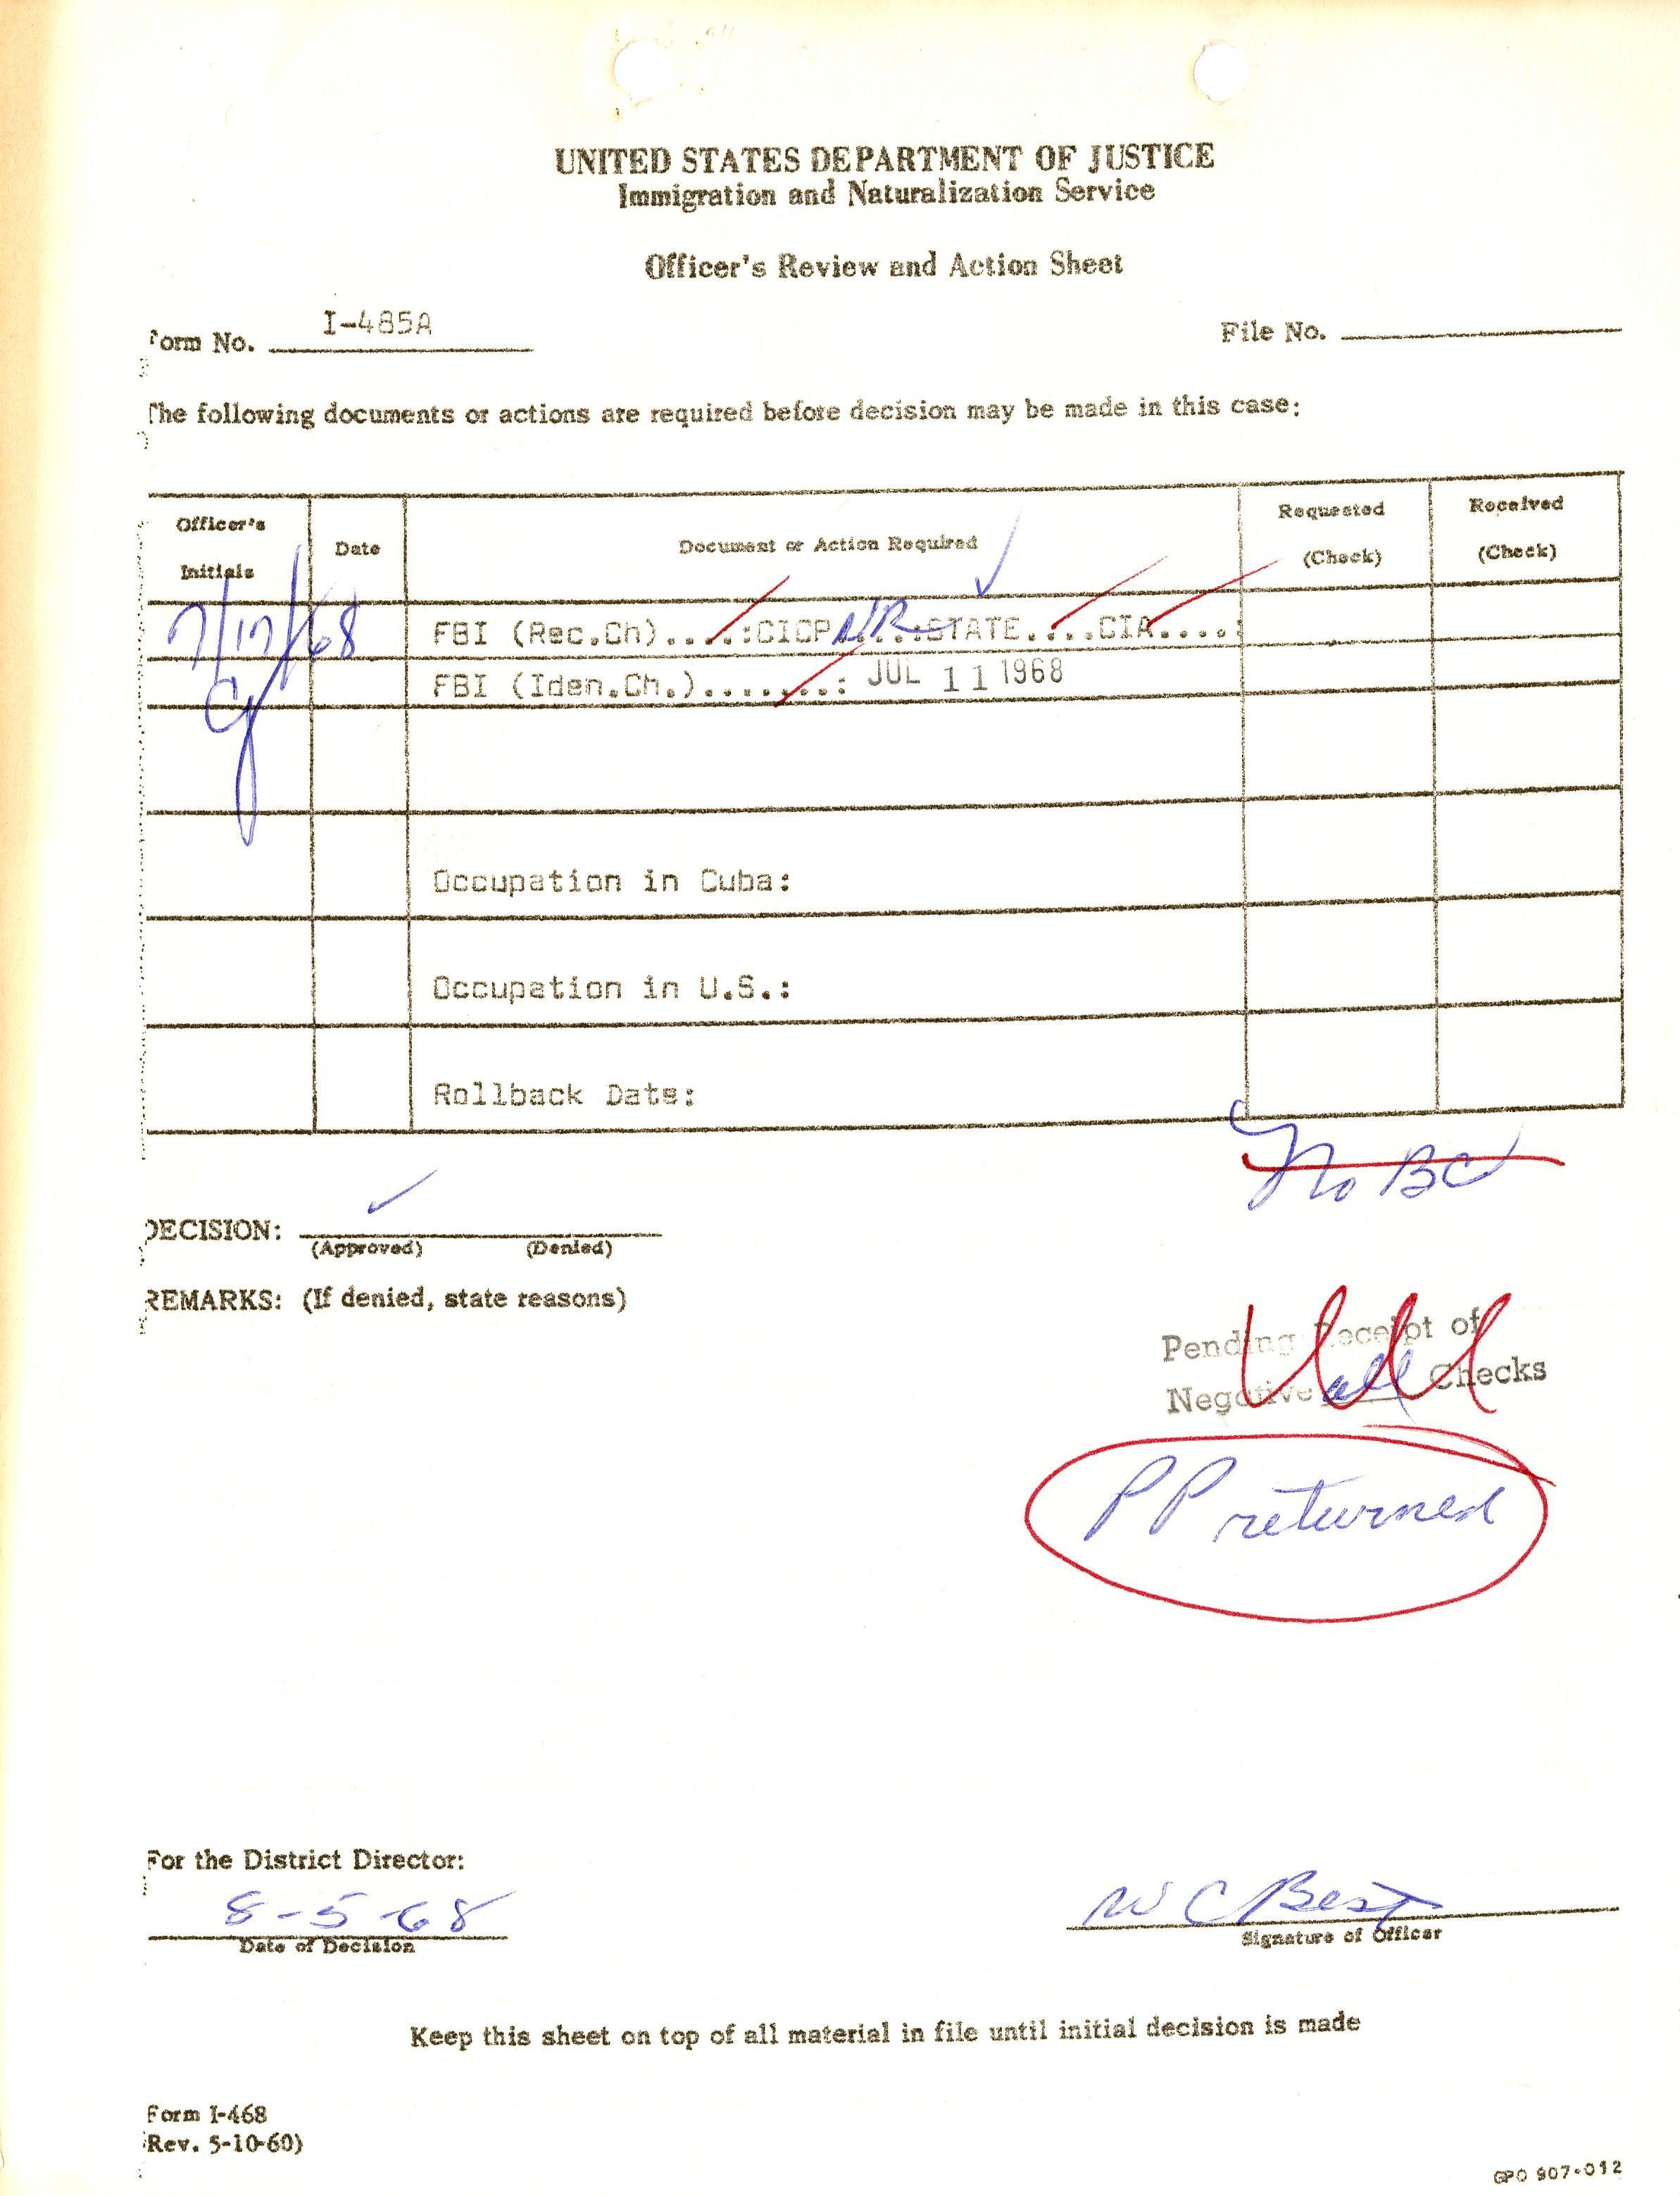 UNITED STATES DEPARTMENT OF JUSTICE
Immigration and Naturalization Service
Officer's Review and Action Sheet
Form No. I-485A File No.
The following documents or actions are required before decision may be made in this case:
Officer's Initials Date Document or Action Required Requested (Check) Received (Check)
7/17/68 FBI (Rec.Ch).....:CICP NR...:STATE....CIA....:
FBI (Iden.Ch.)........: JUL 11 1968
Occupation in Cuba:
Occupation in U.S.:
Rollback Date:
No BC
DECISION:
(Approved) (Denied)
REMARKS: (If denied, state reasons)
Pending Receipt of
Negative all Checks
PP returned
For the District Director:
8-5-68 W C Best
Date of Decision Signature of Officer
Keep this sheet on top of all material in file until initial decision is made
Form I-468
(Rev. 5-10-60)
GPO 907-012